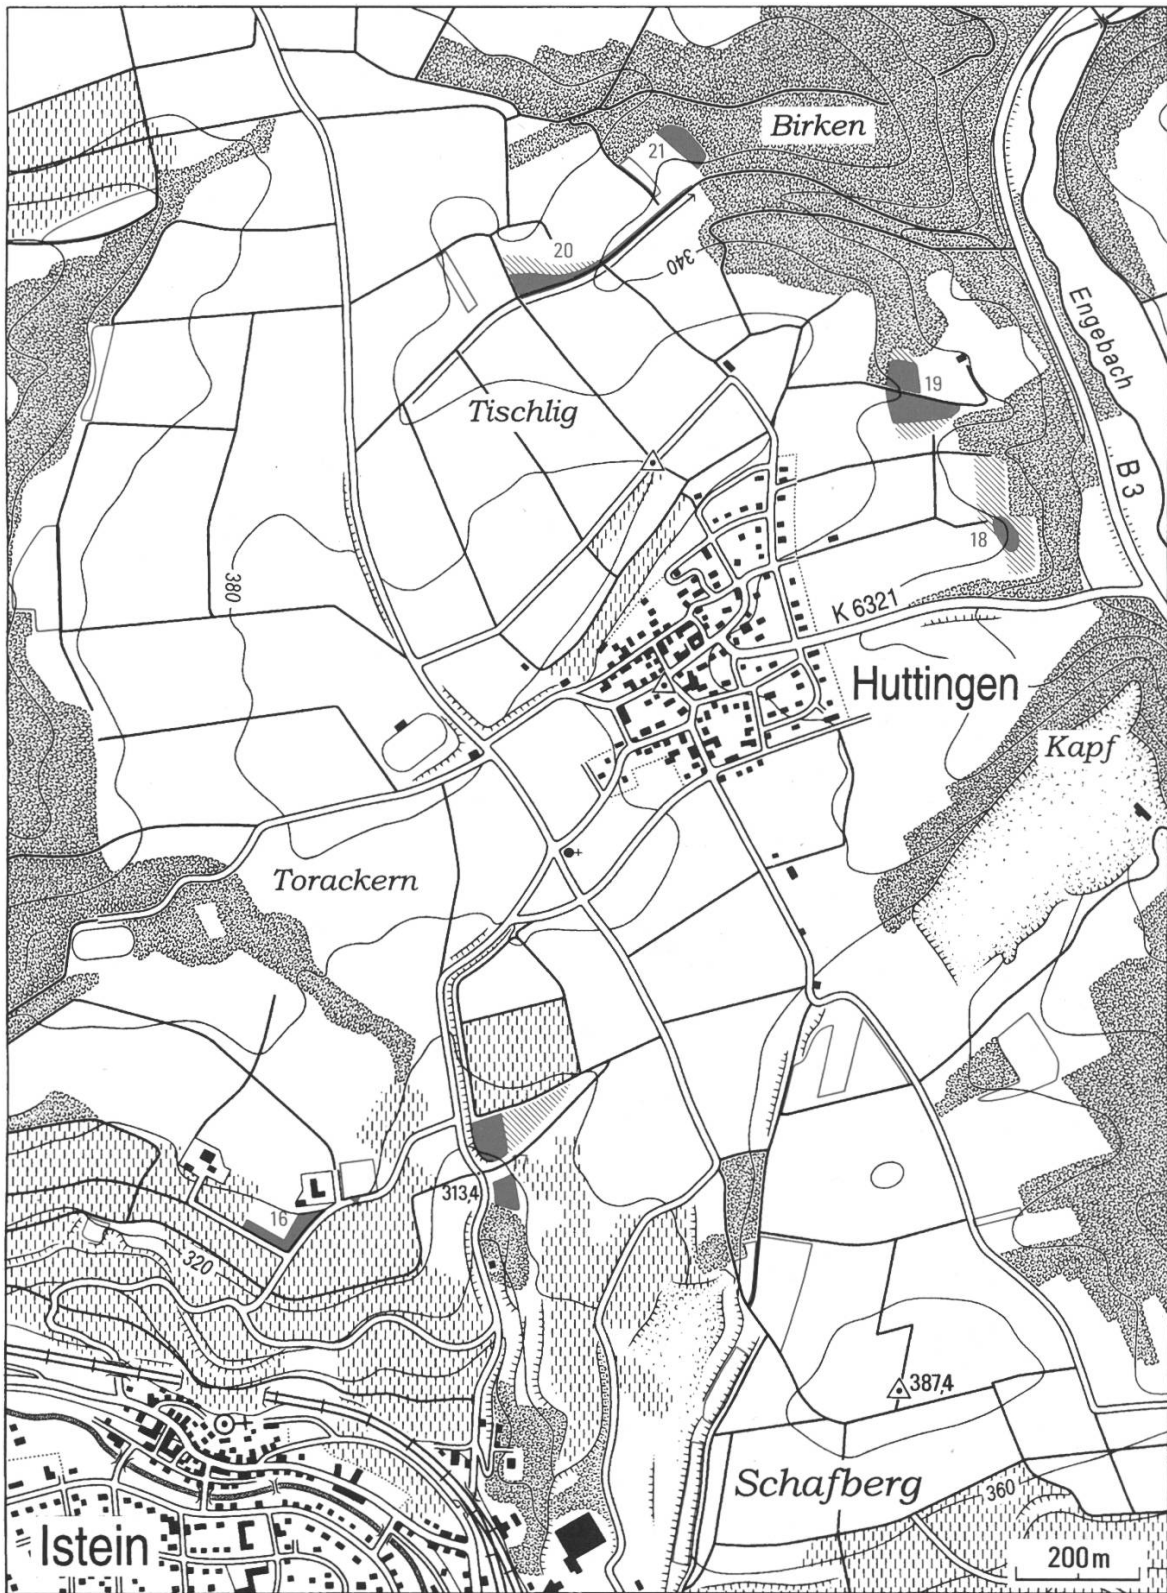 Birken
21
20
340
Engebach
19
Tischlig
B 3
18
380
K 6321
Huttingen
Kapf
Torackern
313.4
16
320
387.4
Schafberg
360
Istein
200 m